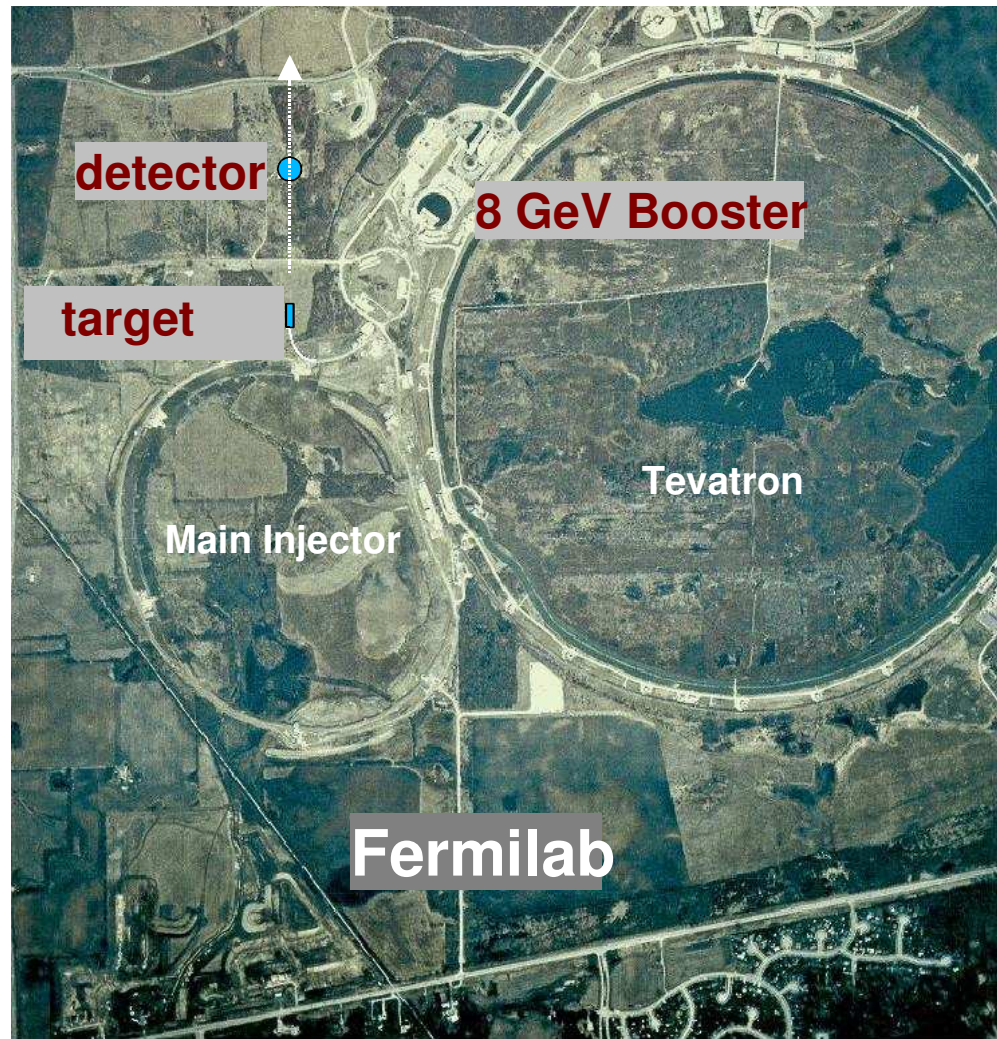 detector
8 GeV Booster
target
Tevatron
Main Injector
Fermilab